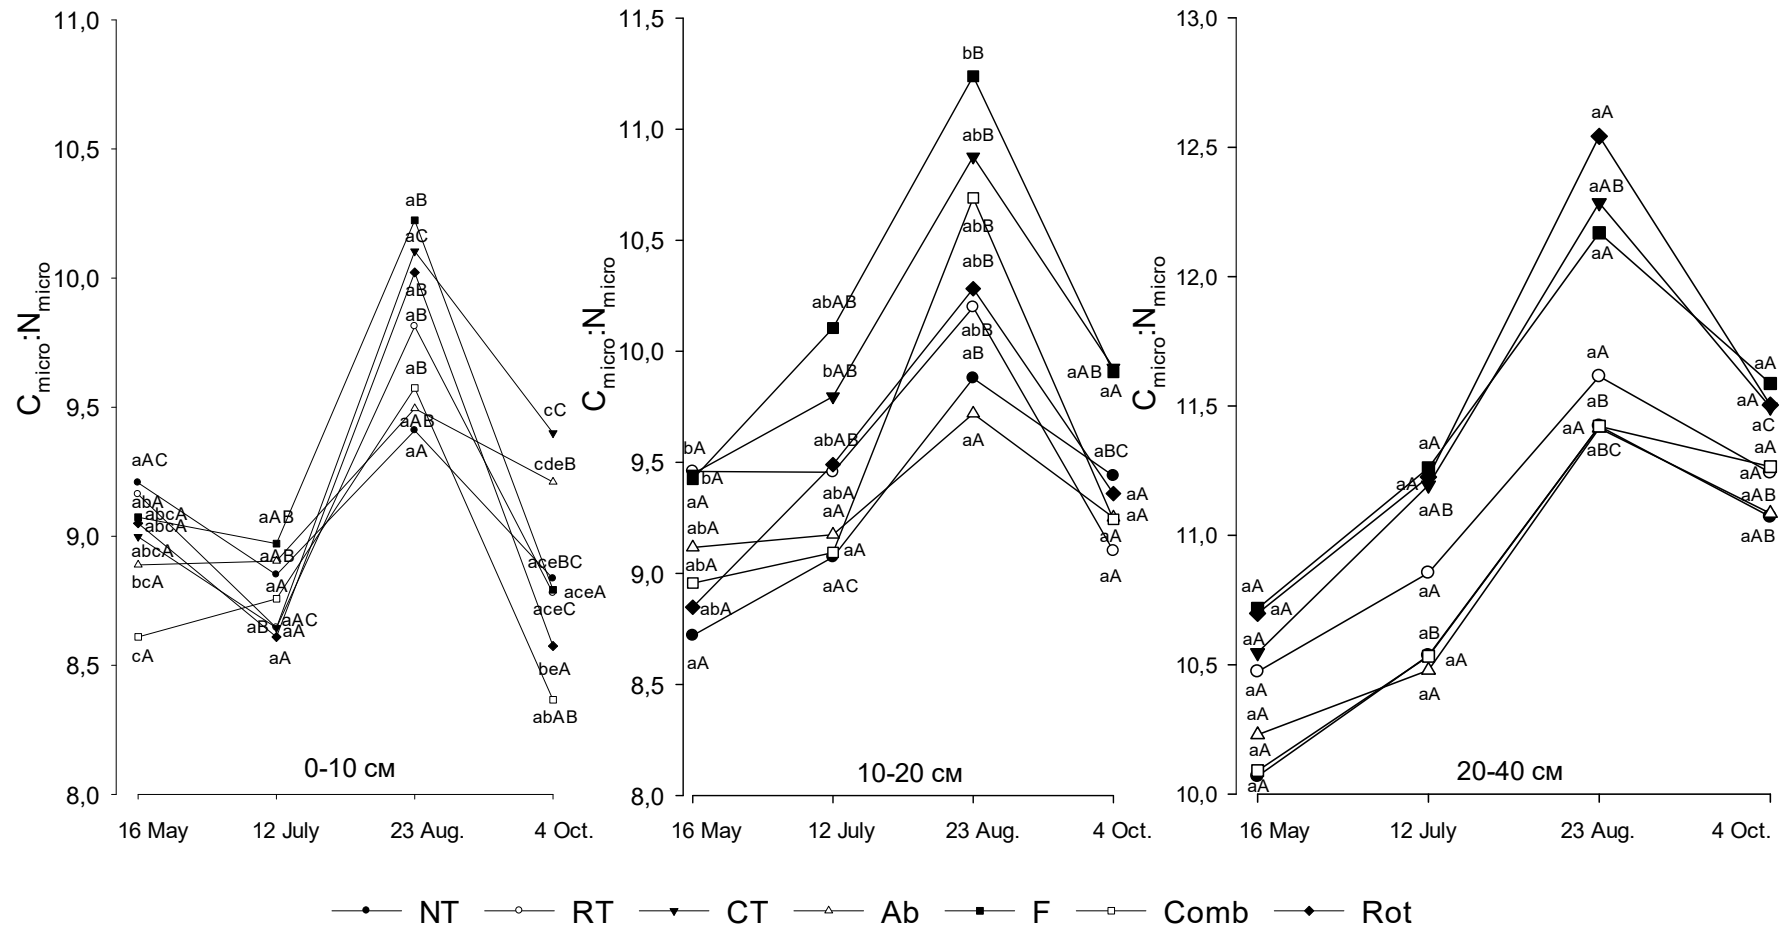 C_micro:N_micro
11,0
10,5
10,0
9,5
9,0
8,5
8,0
aAC
abA
abcA
abcA
abcA
bcA
cA
aAB
aAB
aA
aB
aAC
aA
aA
aB
aC
aB
aB
aB
aAB
aA
cC
cdeB
aceBC
aceA
aceC
beA
abAB
0-10 см
16 May 12 July 23 Aug. 4 Oct.
C_micro:N_micro
11,5
11,0
10,5
10,0
9,5
9,0
8,5
8,0
bA
bA
aA
abA
abA
abA
aA
abAB
bAB
abAB
abA
aA
aA
aAC
bB
abB
abB
abB
abB
aB
aA
aAB
aA
aBC
aA
aA
aA
aA
10-20 см
16 May 12 July 23 Aug. 4 Oct.
C_micro:N_micro
13,0
12,5
12,0
11,5
11,0
10,5
10,0
aA
aA
aA
aA
aA
aA
aA
aA
aA
aAB
aA
aB
aA
aA
aA
aAB
aA
aA
aB
aA
aBC
aA
aA
aC
aA
aA
aAB
aAB
20-40 см
16 May 12 July 23 Aug. 4 Oct.
NT RT CT Ab F Comb Rot